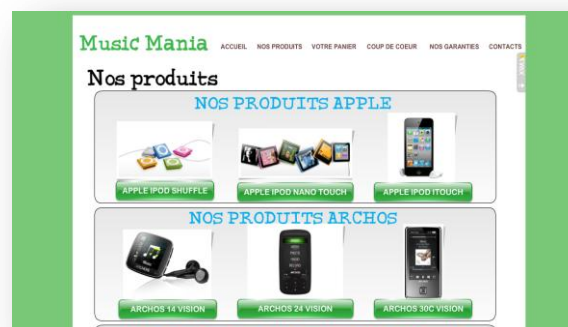 Music Mania
ACCUEIL NOS PRODUITS VOTRE PANIER COUP DE COEUR NOS GARANTIES CONTACTS
Nos produits
NOS PRODUITS APPLE
APPLE IPOD SHUFFLE APPLE IPOD NANO TOUCH APPLE IPOD ITOUCH
NOS PRODUITS ARCHOS
ARCHOS 14 VISION ARCHOS 24 VISION ARCHOS 30C VISION